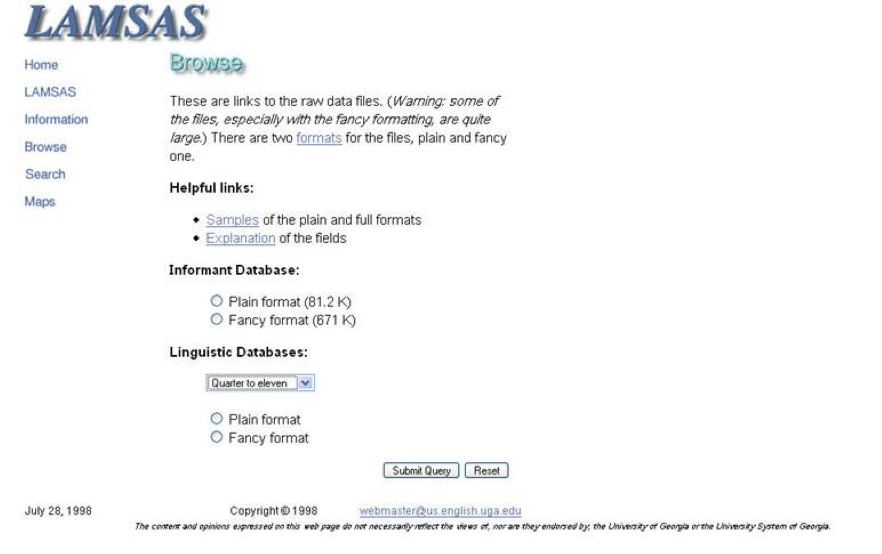 LAMSAS
Home
LAMSAS
Information
Browse
Search
Maps
Browse
These are links to the raw data files. (Warning: some of
the files, especially with the fancy formatting, are quite
large.) There are two formats for the files, plain and fancy
one.
Helpful links:
Samples of the plain and full formats
Explanation of the fields
Informant Database:
Plain format (81.2 K)
Fancy format (671 K)
Linguistic Databases:
Quarter to eleven
Plain format
Fancy format
Submit Query Reset
July 28, 1998 Copyright © 1998 webmaster@us.english.uga.edu
The content and opinions expressed on this web page do not necessarily reflect the views of, nor are they endorsed by, the University of Georgia or the University System of Georgia.